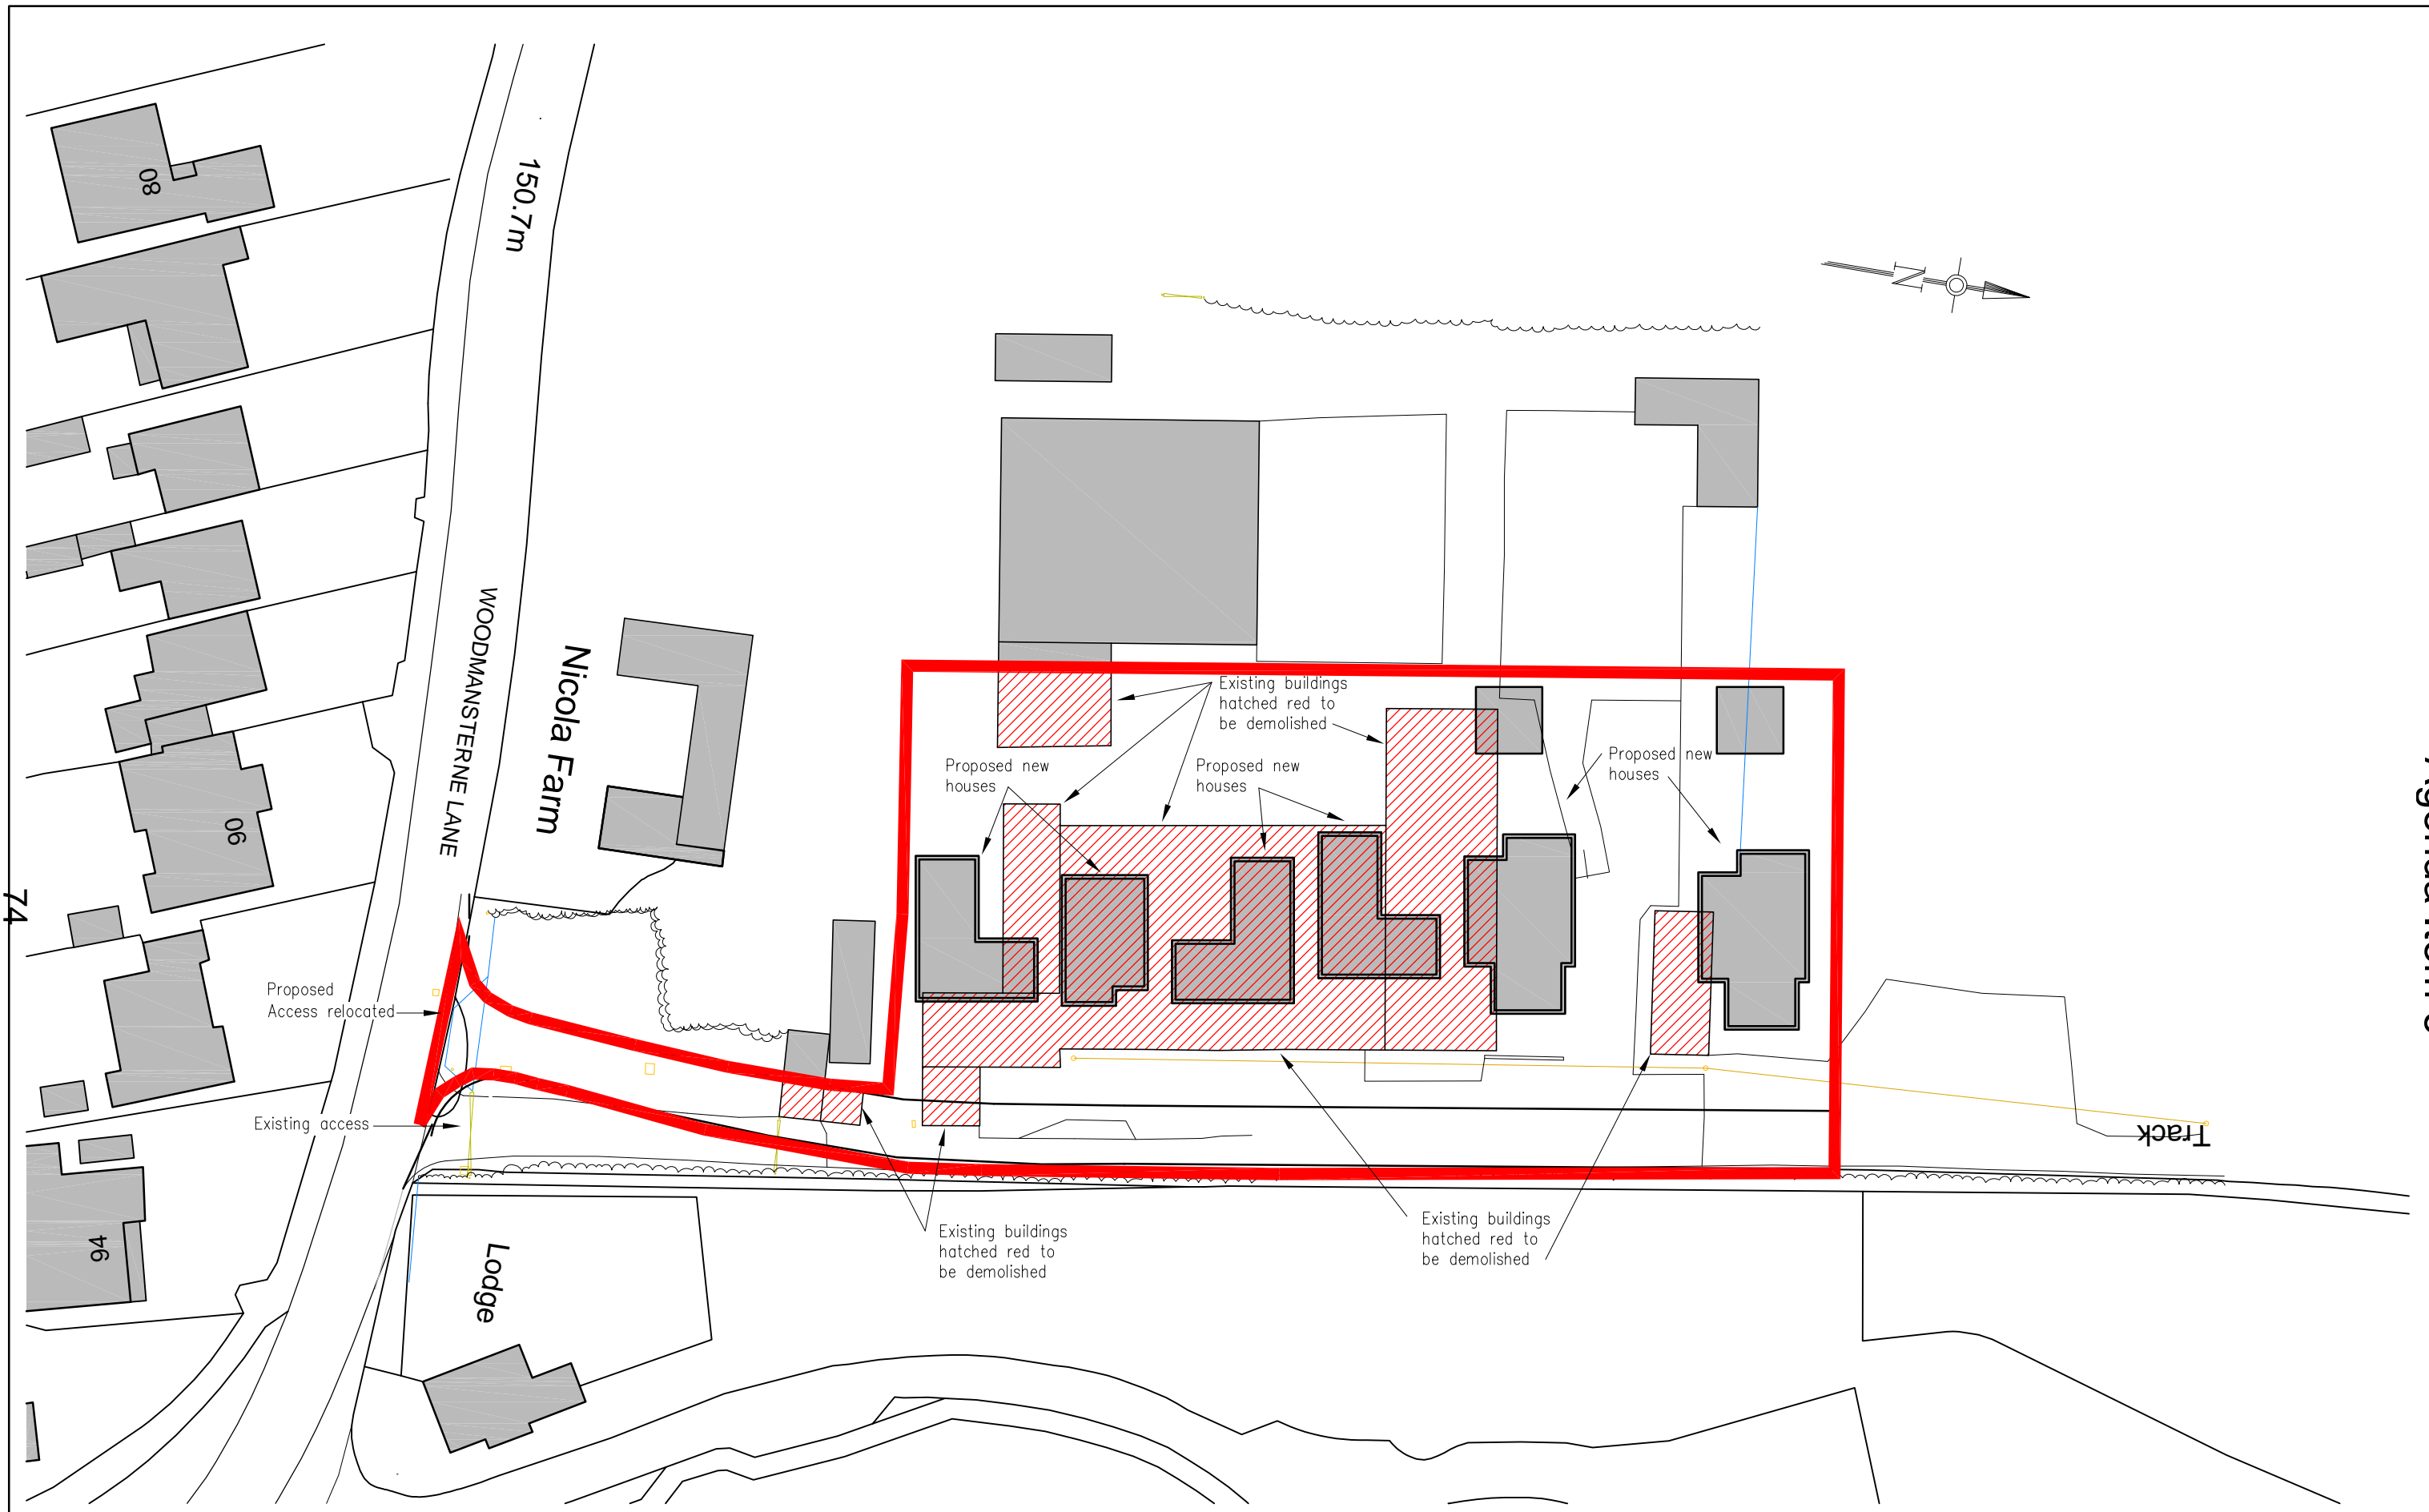 80
150.7m
N
WOODMANSTERNE LANE
Nicola Farm
90
74
Existing buildings
hatched red to
be demolished
Proposed new
houses
Proposed new
houses
Proposed new
houses
Proposed
Access relocated
Existing access
Track
Existing buildings
hatched red to
be demolished
Existing buildings
hatched red to
be demolished
94
Lodge